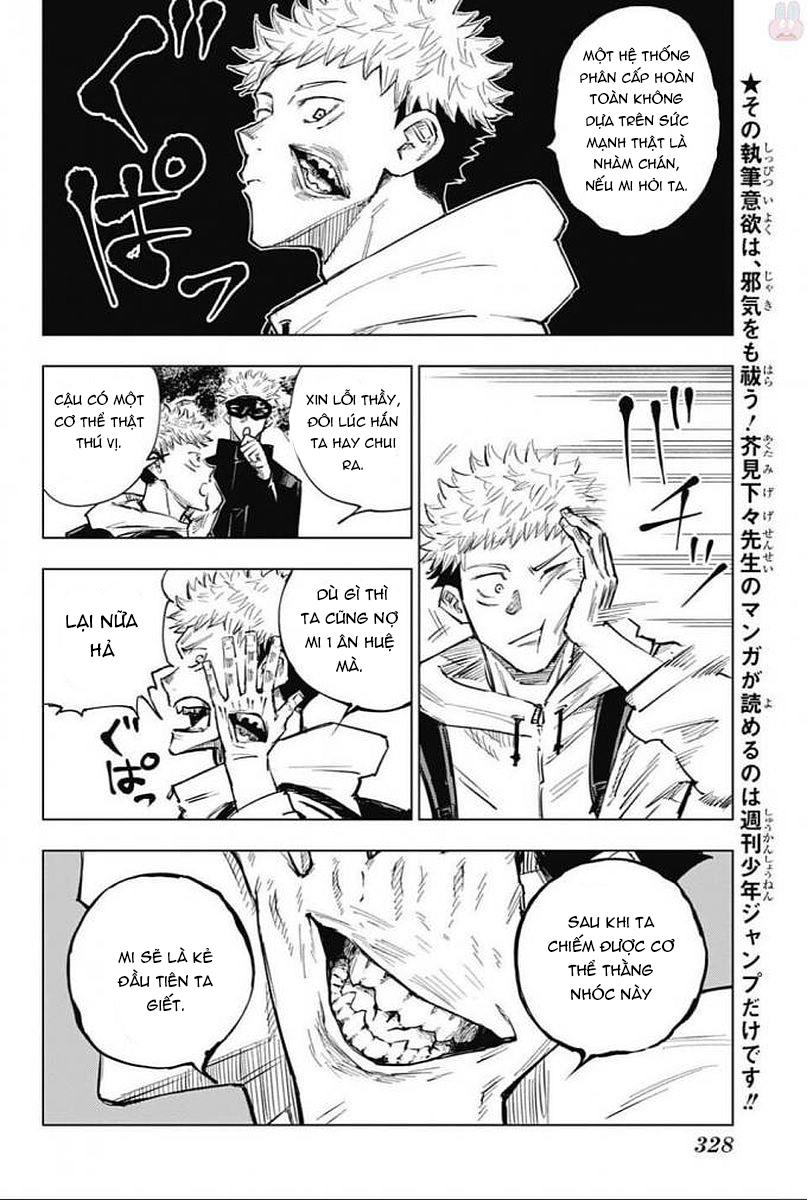 MỘT HỆ THỐNG
PHÂN CẤP HOÀN
TOÀN KHÔNG
DỰA TRÊN SỨC
MẠNH THẬT LÀ
NHÀM CHÁN,
NẾU MI HỎI TA.
ぐぱっ
XIN LỖI THẦY,
ĐÔI LÚC HẮN
TA HAY CHUI
RA.
CẬU CÓ MỘT
CƠ THỂ THẬT
THÚ VỊ.
DÙ GÌ THÌ
TA CŨNG NỢ
MI 1 ÂN HUỆ
MÀ.
LẠI NỮA
HẢ
ぐぱっ
SAU KHI TA
CHIẾM ĐƯỢC CƠ
THỂ THẰNG
NHÓC NÀY
MI SẼ LÀ KẺ
ĐẦU TIÊN TA
GIẾT.
★その執筆意欲は、邪気をも祓う!芥見下々先生のマンガが読めるのは週刊少年ジャンプだけです!!
328